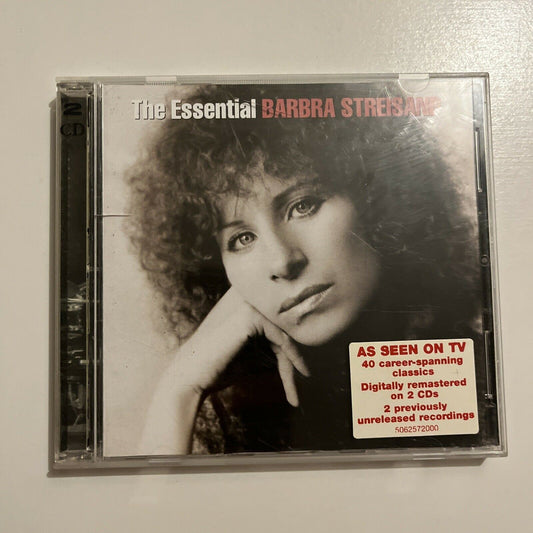 2
CD
The Essential BARBRA STREISAND
AS SEEN ON TV
40 career-spanning
classics
Digitally remastered
on 2 CDs
2 previously
unreleased recordings
5062572000